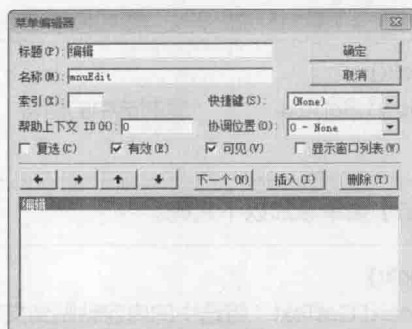 菜单编辑器
标题(P): 编辑 确定
名称(M): mnuEdit 取消
索引(X): 快捷键(S): (None)
帮助上下文 ID(H): 0 协调位置(O): 0 - None
复选(C) 有效(E) 可见(V) 显示窗口列表(W)
下一个(N) 插入(I) 删除(T)
编辑